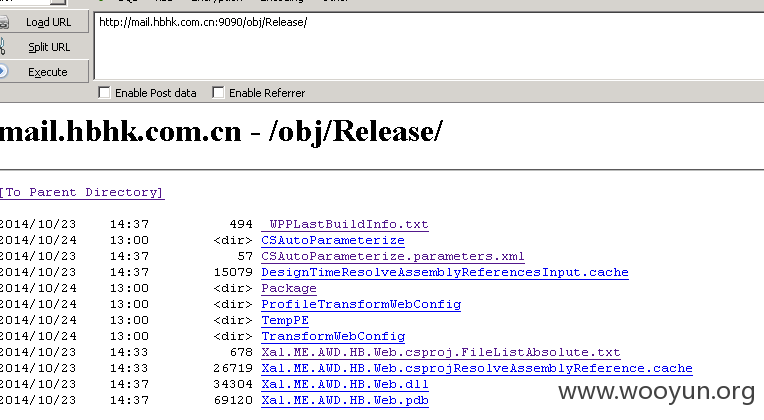 Load URL
http://mail.hbhk.com.cn:9090/obj/Release/
Split URL
Execute
Enable Post data Enable Referrer
mail.hbhk.com.cn - /obj/Release/
[To Parent Directory]
2014/10/23 14:37 494 _WPPLastBuildInfo.txt
2014/10/24 13:00 <dir> CSAutoParameterize
2014/10/23 14:37 57 CSAutoParameterize.parameters.xml
2014/10/23 14:37 15079 DesignTimeResolveAssemblyReferencesInput.cache
2014/10/24 13:00 <dir> Package
2014/10/24 13:00 <dir> ProfileTransformWebConfig
2014/10/24 13:00 <dir> TempPE
2014/10/24 13:00 <dir> TransformWebConfig
2014/10/23 14:33 678 Xal.ME.AWD.HB.Web.csproj.FileListAbsolute.txt
2014/10/23 14:33 26719 Xal.ME.AWD.HB.Web.csprojResolveAssemblyReference.cache
2014/10/23 14:37 34304 Xal.ME.AWD.HB.Web.dll
2014/10/23 14:37 69120 Xal.ME.AWD.HB.Web.pdb
www.wooyun.org